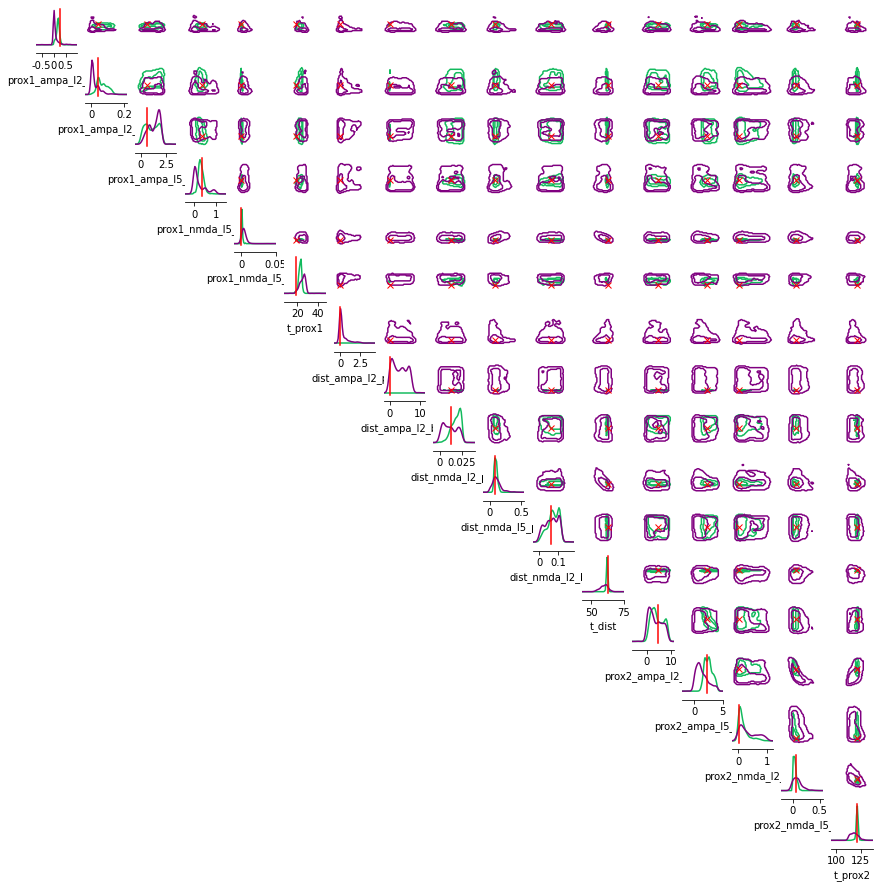 -0.5 0.0 0.5
prox1_ampa_l2_
0 0.2
prox1_ampa_l2_
0 2.5
prox1_ampa_l5_
0 1
prox1_nmda_l5_
0 0.05
prox1_nmda_l5_
20 40
t_prox1
0 2.5
dist_ampa_l2_
0 10
dist_ampa_l2_
0 0.025
dist_nmda_l2_
0 0.5
dist_nmda_l5_
0 0.1
dist_nmda_l2_
50 75
t_dist
0 10
prox2_ampa_l2_
0 5
prox2_ampa_l5_
0 1
prox2_nmda_l2_
0 0.5
prox2_nmda_l5_
100 125
t_prox2